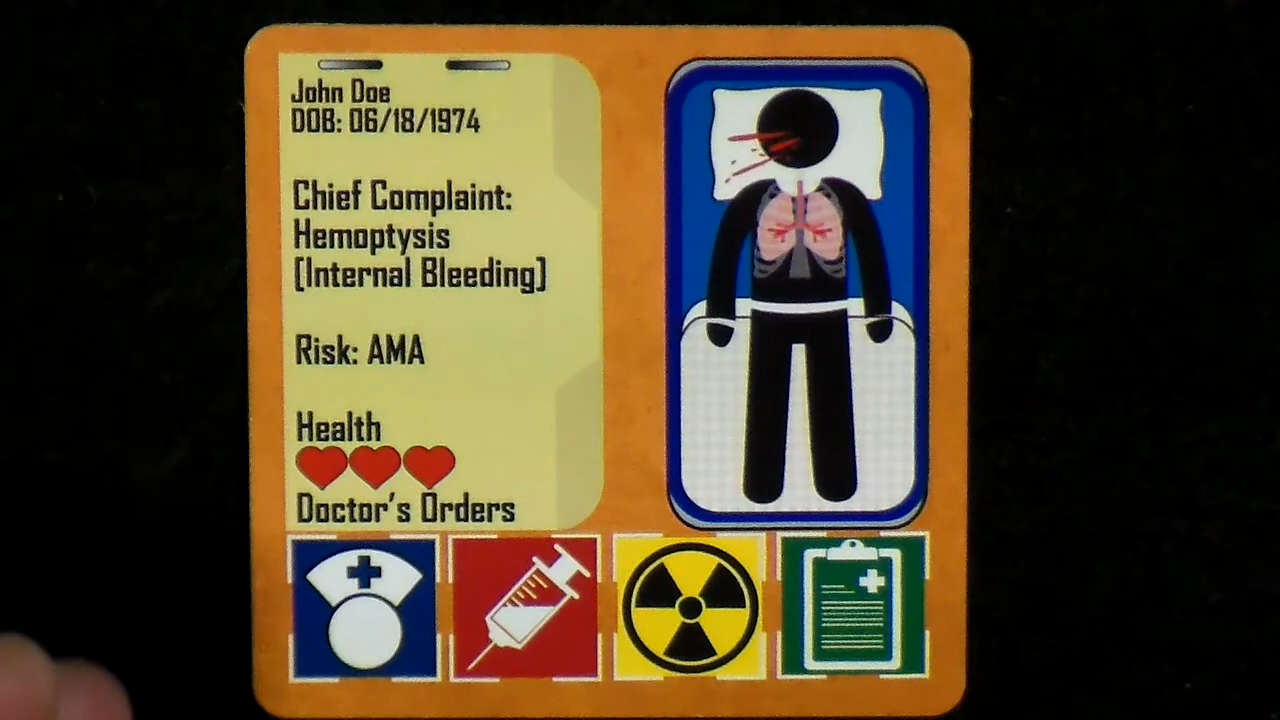 John Doe
DOB: 06/18/1974
Chief Complaint:
Hemoptysis
[Internal Bleeding]
Risk: AMA
Health
Doctor's Orders